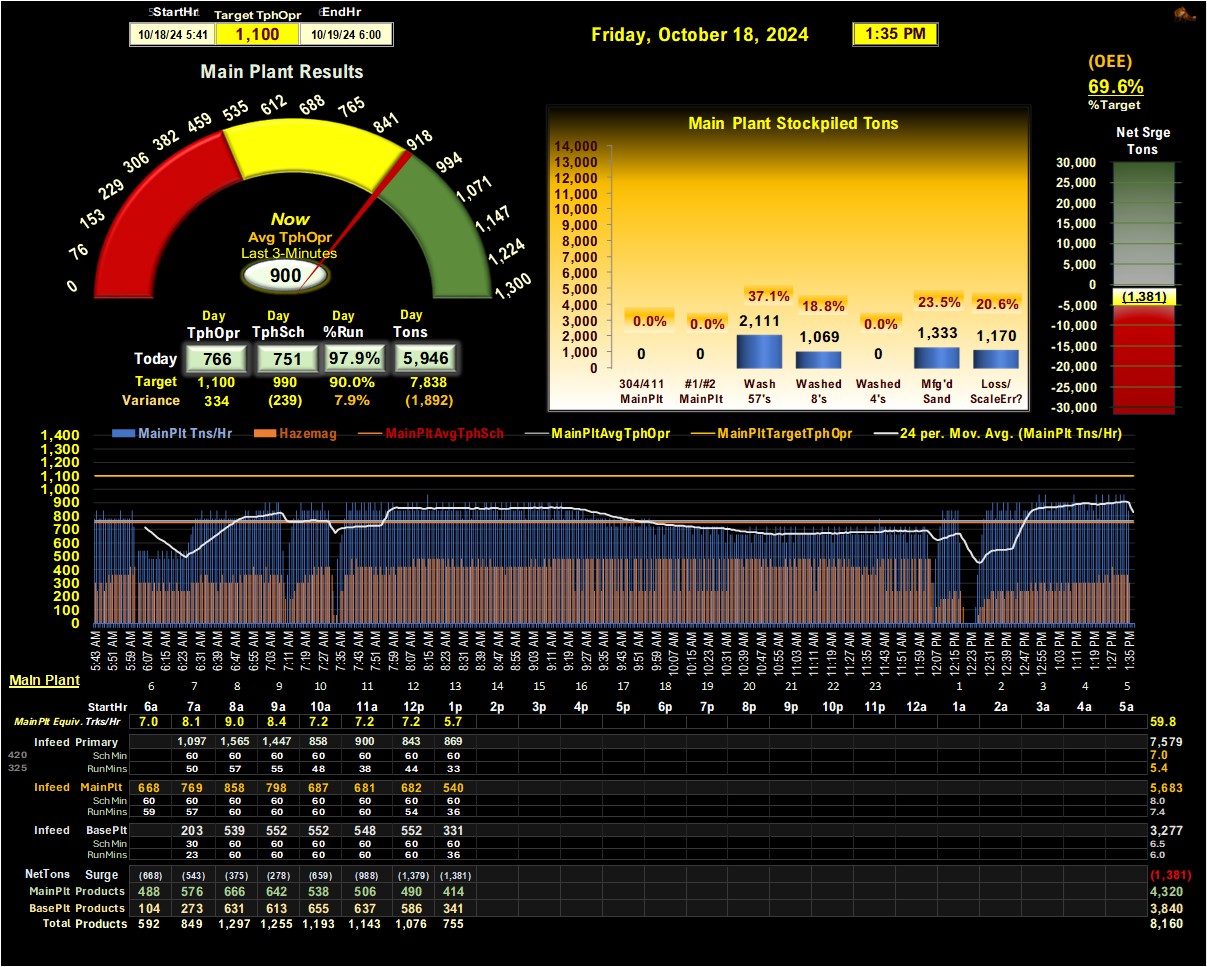 StartHr Target TphOpr EndHr
10/18/24 5:41 1,100 10/19/24 6:00
Friday, October 18, 2024
1:35 PM
(OEE)
69.6%
%Target
Main Plant Results
0 76 153 229 306 382 459 535 612 688 765 841 918 994 1,071 1,147 1,224 1,300
Now
Avg TphOpr
Last 3-Minutes
900
Day Day Day Day
TphOpr TphSch %Run Tons
Today 766 751 97.9% 5,946
Target 1,100 990 90.0% 7,838
Variance 334 (239) 7.9% (1,892)
Main Plant Stockpiled Tons
14,000
13,000
12,000
11,000
10,000
9,000
8,000
7,000
6,000
5,000
4,000
3,000
2,000
1,000
0
0.0% 0.0% 37.1% 18.8% 0.0% 23.5% 20.6%
0 0 2,111 1,069 0 1,333 1,170
304/411 #1/#2 Wash Washed Washed Mfg'd Loss/
MainPlt MainPlt 57's 8's 4's Sand ScaleErr?
Net Srge
Tons
30,000
25,000
20,000
15,000
10,000
5,000
0
(1,381)
-5,000
-10,000
-15,000
-20,000
-25,000
-30,000
MainPlt Tns/Hr Hazemag MainPltAvgTphSch MainPltAvgTphOpr MainPltTargetTphOpr 24 per. Mov. Avg. (MainPlt Tns/Hr)
1,400
1,300
1,200
1,100
1,000
900
800
700
600
500
400
300
200
100
0
5:43 AM 5:51 AM 5:59 AM 6:07 AM 6:15 AM 6:23 AM 6:31 AM 6:39 AM 6:47 AM 6:55 AM 7:03 AM 7:11 AM 7:19 AM 7:27 AM 7:35 AM 7:43 AM 7:51 AM 7:59 AM 8:07 AM 8:15 AM 8:23 AM 8:31 AM 8:39 AM 8:47 AM 8:55 AM 9:03 AM 9:11 AM 9:19 AM 9:27 AM 9:35 AM 9:43 AM 9:51 AM 9:59 AM 10:07 AM 10:15 AM 10:23 AM 10:31 AM 10:39 AM 10:47 AM 10:55 AM 11:03 AM 11:11 AM 11:19 AM 11:27 AM 11:35 AM 11:43 AM 11:51 AM 11:59 AM 12:07 PM 12:15 PM 12:23 PM 12:31 PM 12:39 PM 12:47 PM 12:55 PM 1:03 PM 1:11 PM 1:19 PM 1:27 PM 1:35 PM
Main Plant
6 7 8 9 10 11 12 13 14 15 16 17 18 19 20 21 22 23 1 2 3 4 5
StartHr 6a 7a 8a 9a 10a 11a 12p 1p 2p 3p 4p 5p 6p 7p 8p 9p 10p 11p 12a 1a 2a 3a 4a 5a
MainPlt Equiv. Trks/Hr 7.0 8.1 9.0 8.4 7.2 7.2 7.2 5.7 59.8
Infeed Primary 1,097 1,565 1,447 858 900 843 869 7,579
420 Sch Min 60 60 60 60 60 60 60 7.0
325 RunMins 50 57 55 48 38 44 33 5.4
Infeed MainPlt 668 769 858 798 687 681 682 540 5,683
Sch Min 60 60 60 60 60 60 60 60 8.0
RunMins 59 57 60 60 60 60 54 36 7.4
Infeed BasePlt 203 539 552 552 548 552 331 3,277
Sch Min 30 60 60 60 60 60 60 6.5
RunMins 23 60 60 60 60 60 36 6.0
NetTons Surge (668) (543) (375) (278) (659) (988) (1,379) (1,381) (1,381)
MainPlt Products 488 576 666 642 538 506 490 414 4,320
BasePlt Products 104 273 631 613 655 637 586 341 3,840
Total Products 592 849 1,297 1,255 1,193 1,143 1,076 755 8,160